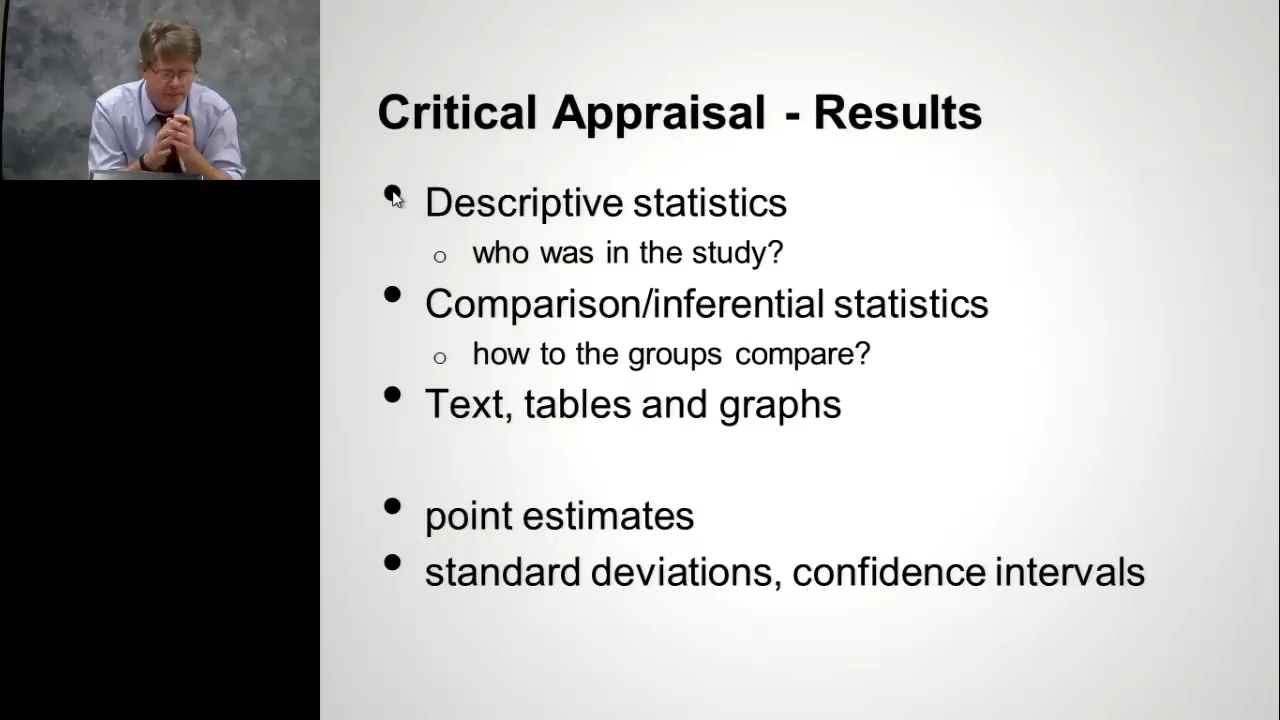 Critical Appraisal - Results
• Descriptive statistics
o who was in the study?
• Comparison/inferential statistics
o how to the groups compare?
• Text, tables and graphs
• point estimates
• standard deviations, confidence intervals